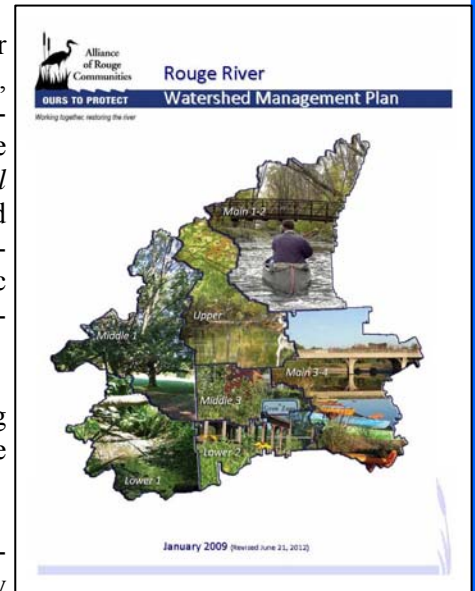 r
,
-
e
l
d
-
c
-
g
e
-
y
Alliance
of Rouge
Communities
OURS TO PROTECT
Working together, restoring the river
Rouge River
Watershed Management Plan
Main 1-2
Upper
Middle 1
Main 3-4
Middle 3
Lower 2
Lower 1
January 2009 (Revised June 21, 2012)